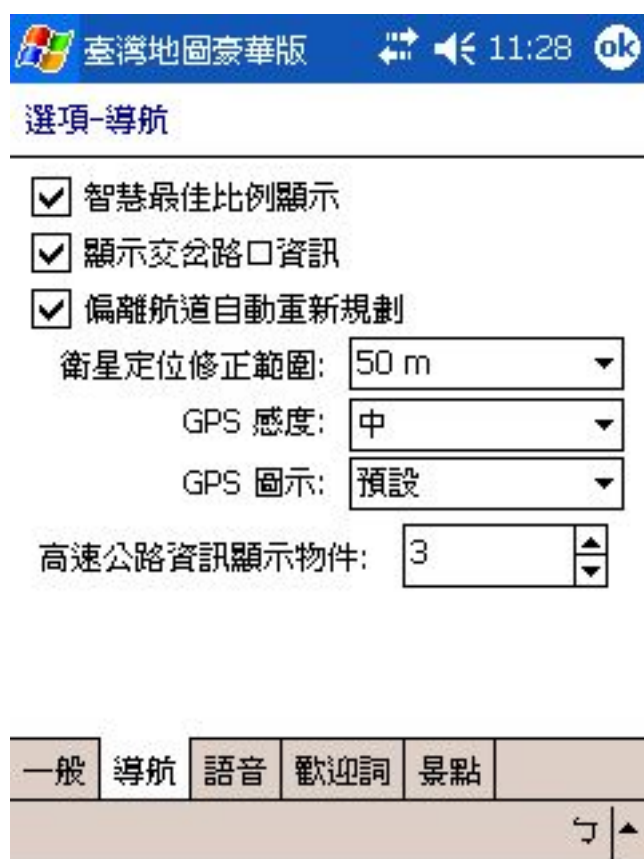 臺灣地圖豪華版 11:28 ok
選項-導航
智慧最佳比例顯示
顯示交岔路口資訊
偏離航道自動重新規劃
衛星定位修正範圍: 50 m
GPS 感度: 中
GPS 圖示: 預設
高速公路資訊顯示物件: 3
一般 導航 語音 歡迎詞 景點
ㄅ